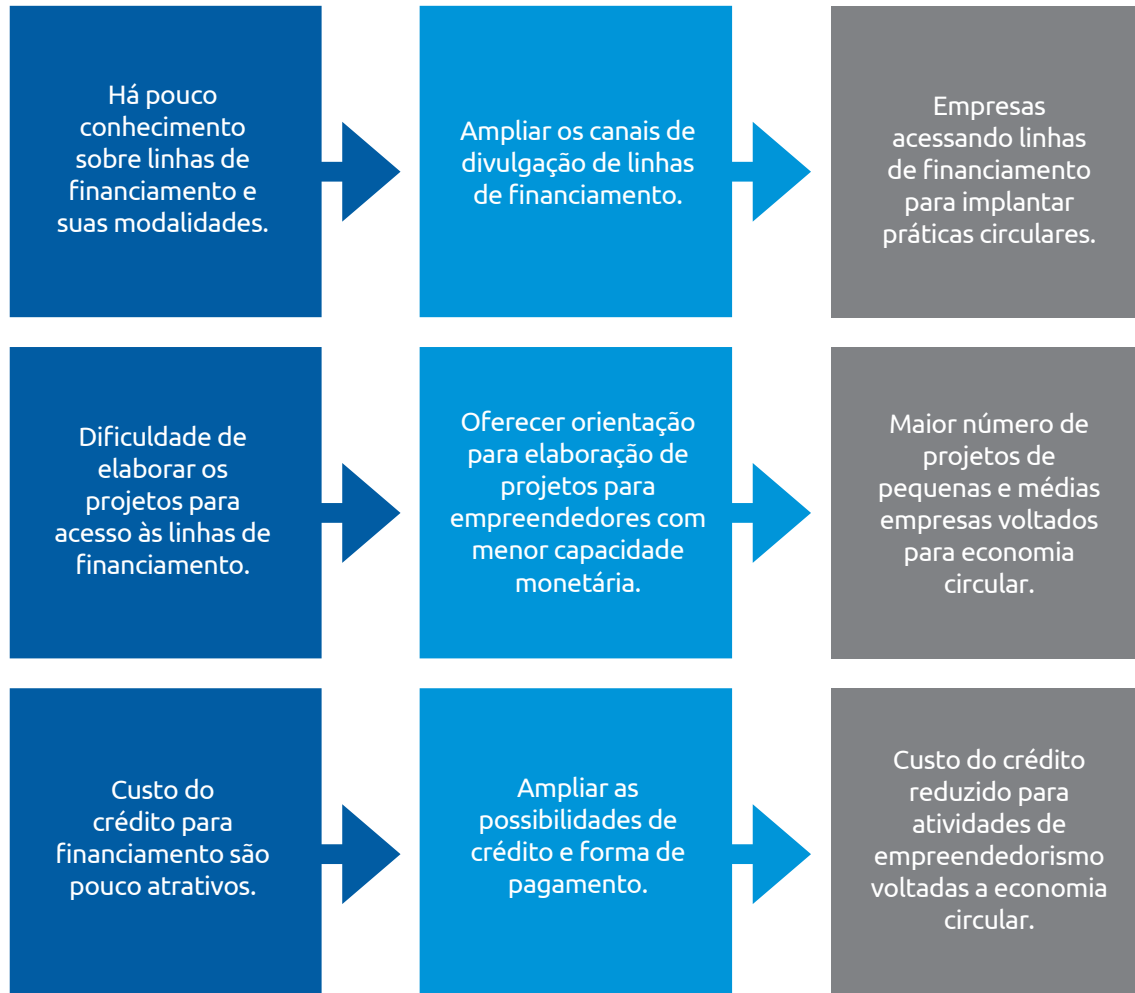 Há pouco
conhecimento
sobre linhas de
financiamento e
suas modalidades.
Ampliar os canais de
divulgação de linhas
de financiamento.
Empresas
acessando linhas
de financiamento
para implantar
práticas circulares.
Dificuldade de
elaborar os
projetos para
acesso às linhas de
financiamento.
Oferecer orientação
para elaboração de
projetos para
empreendedores com
menor capacidade
monetária.
Maior número de
projetos de
pequenas e médias
empresas voltados
para economia
circular.
Custo do
crédito para
financiamento são
pouco atrativos.
Ampliar as
possibilidades de
crédito e forma de
pagamento.
Custo do crédito
reduzido para
atividades de
empreendedorismo
voltadas a economia
circular.